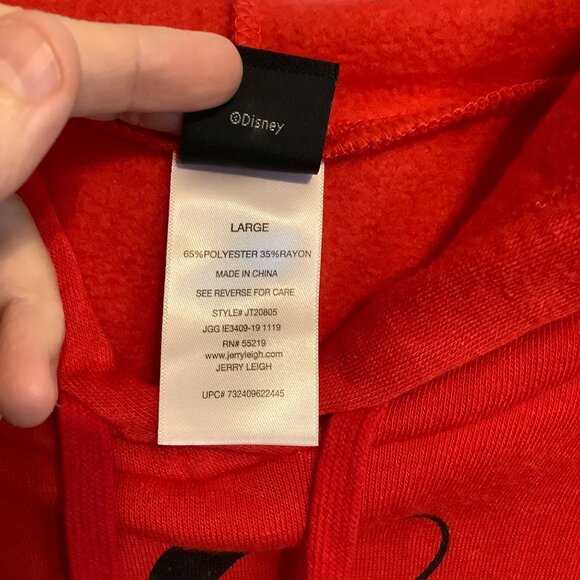 ©Disney
LARGE
65%POLYESTER 35%RAYON
MADE IN CHINA
SEE REVERSE FOR CARE
STYLE# JT20805
JGG IE3409-19 1119
RN# 55219
www.jerryleigh.com
JERRY LEIGH
UPC# 732409622445